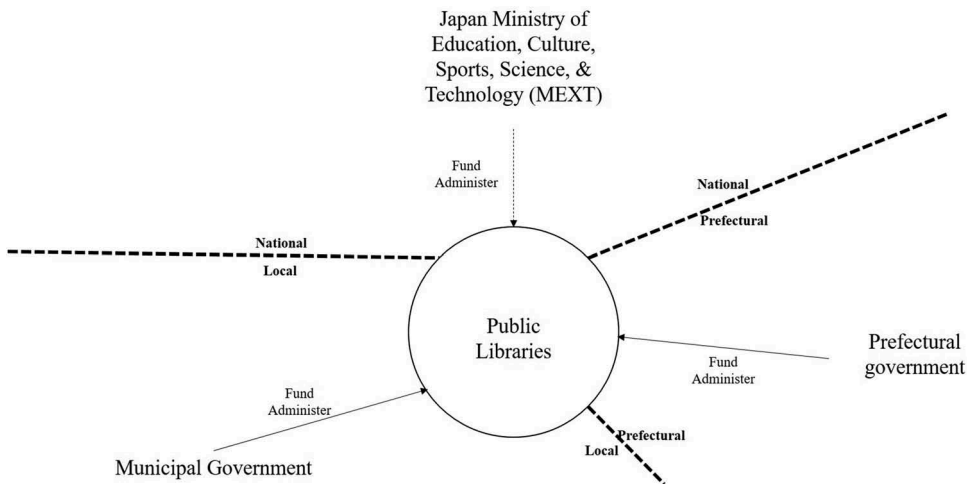 Japan Ministry of
Education, Culture,
Sports, Science, &
Technology (MEXT)
Fund
Administer
National
Prefectural
National
Local
Public
Libraries
Prefectural
government
Fund
Administer
Fund
Administer
Prefectural
Local
Municipal Government